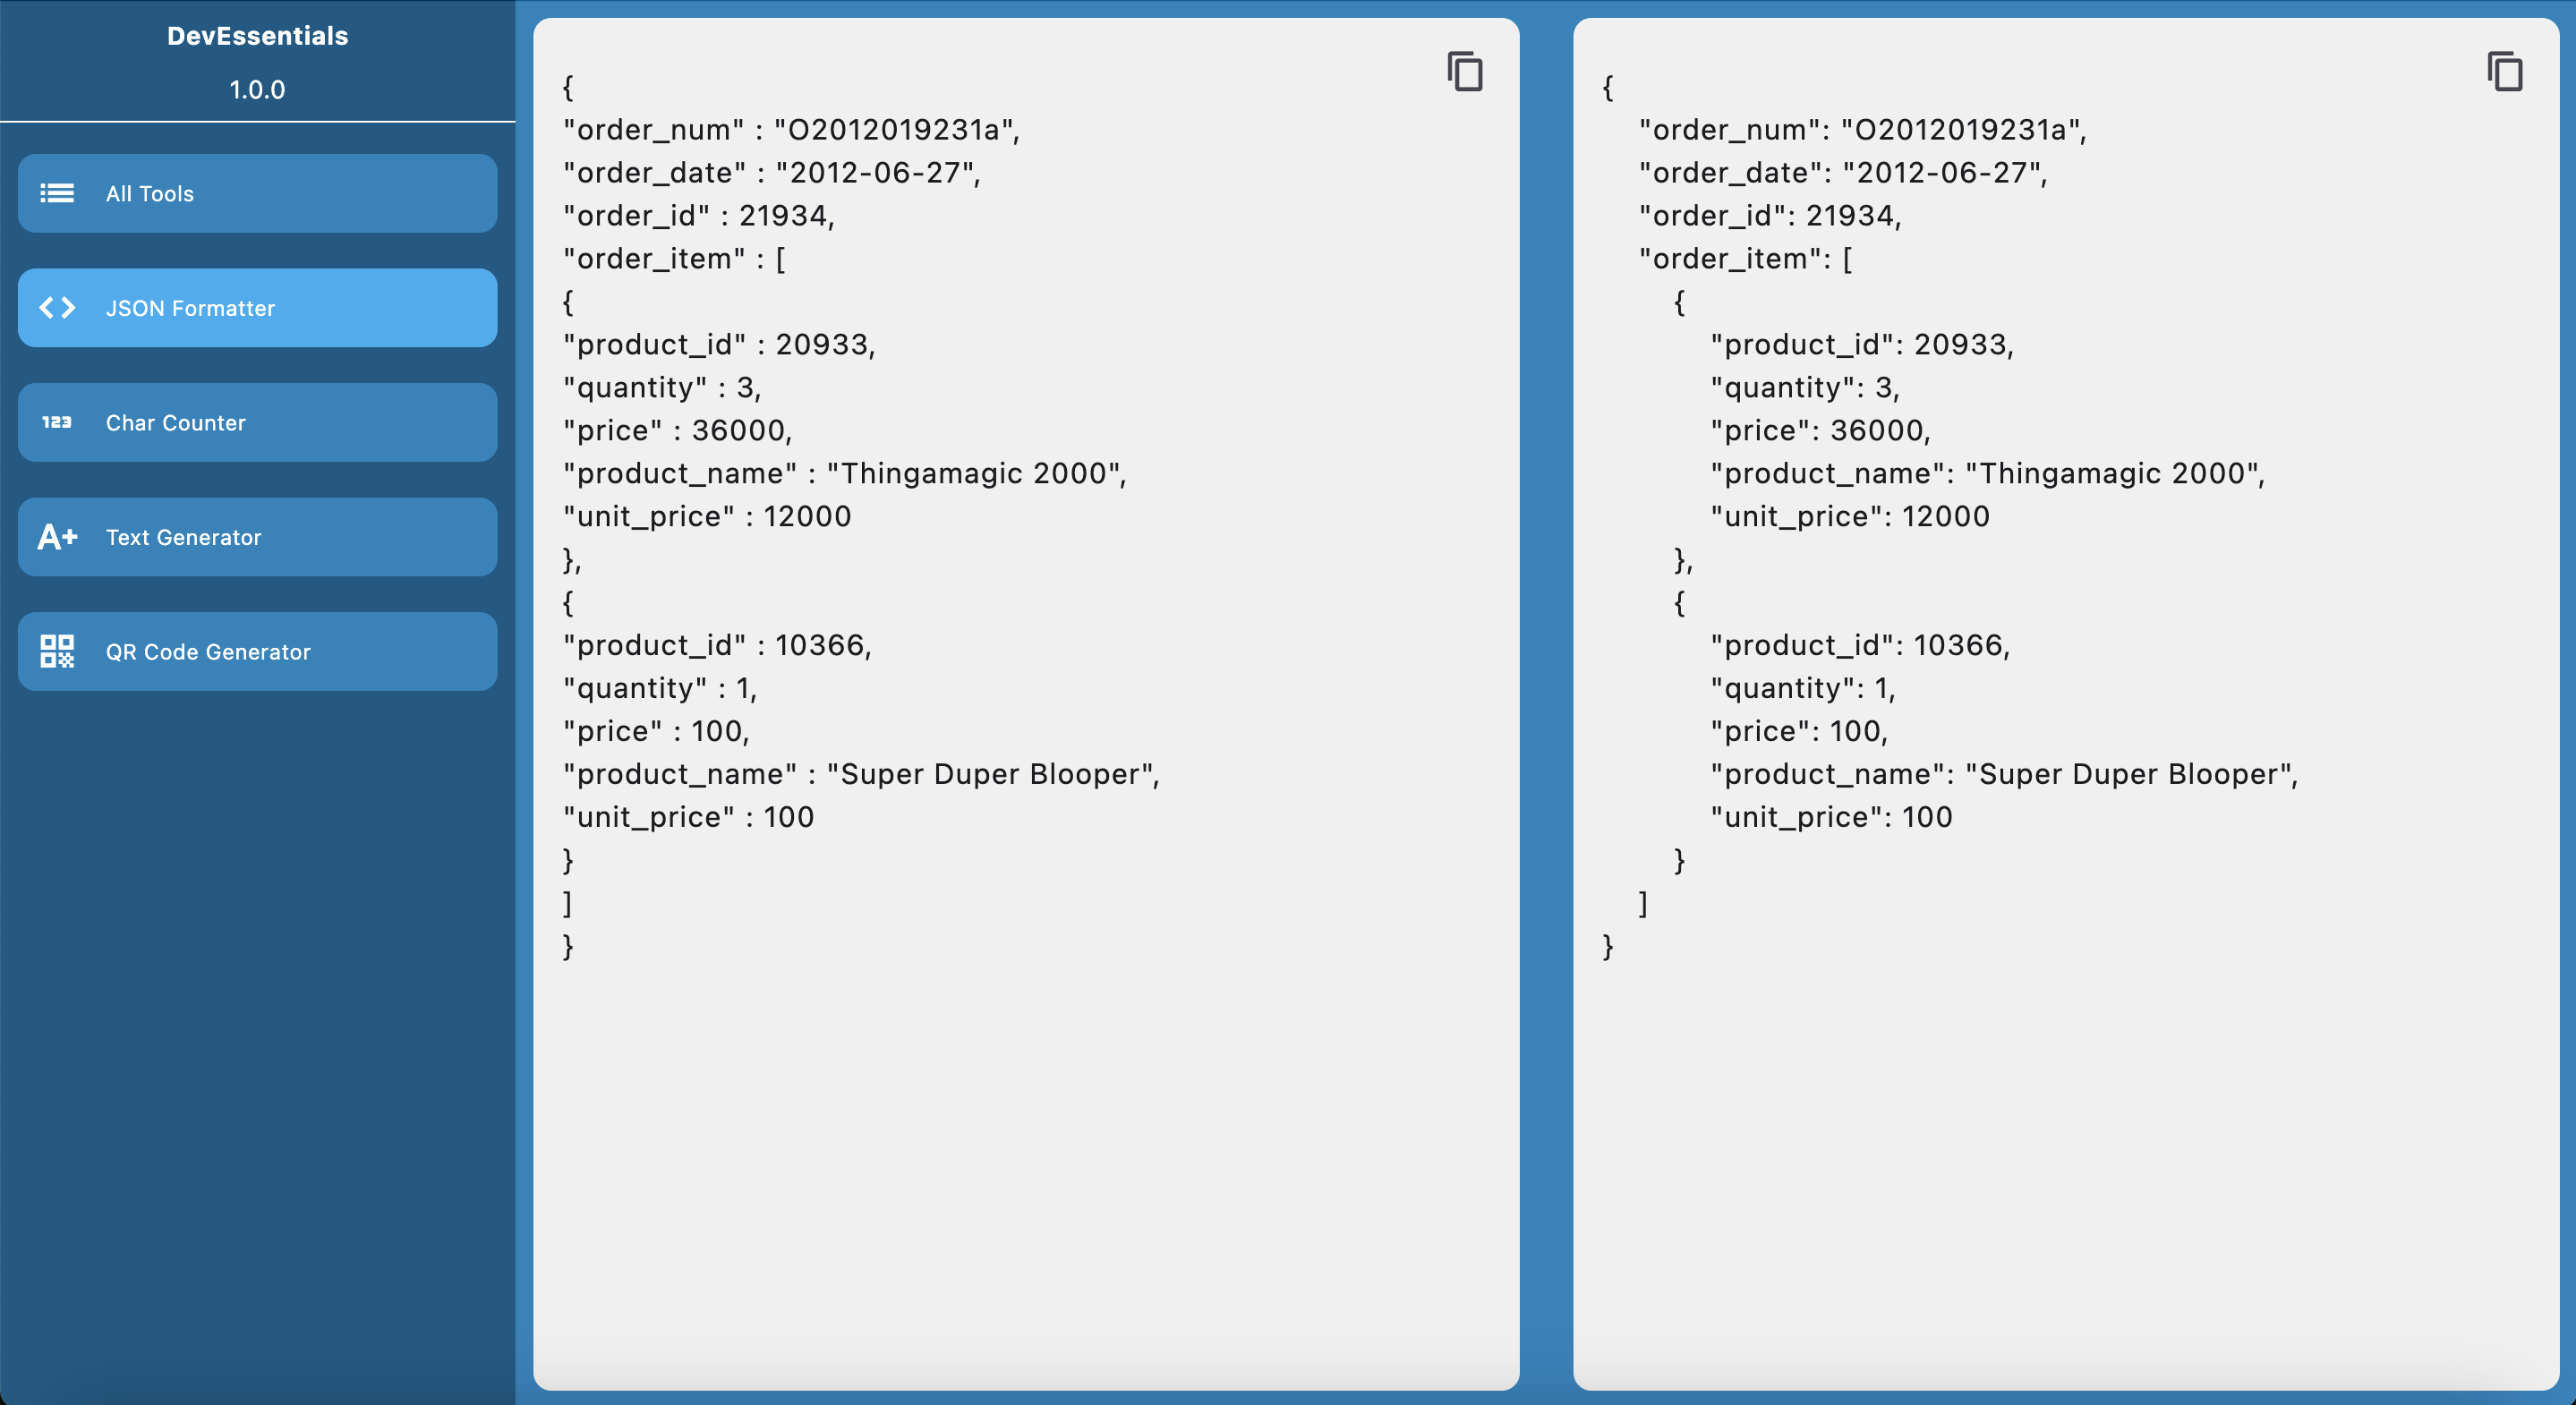 DevEssentials
1.0.0
All Tools
JSON Formatter
123 Char Counter
A+ Text Generator
QR Code Generator
{
"order_num" : "O2012019231a",
"order_date" : "2012-06-27",
"order_id" : 21934,
"order_item" : [
{
"product_id" : 20933,
"quantity" : 3,
"price" : 36000,
"product_name" : "Thingamagic 2000",
"unit_price" : 12000
},
{
"product_id" : 10366,
"quantity" : 1,
"price" : 100,
"product_name" : "Super Duper Blooper",
"unit_price" : 100
}
]
}
{
    "order_num": "O2012019231a",
    "order_date": "2012-06-27",
    "order_id": 21934,
    "order_item": [
        {
            "product_id": 20933,
            "quantity": 3,
            "price": 36000,
            "product_name": "Thingamagic 2000",
            "unit_price": 12000
        },
        {
            "product_id": 10366,
            "quantity": 1,
            "price": 100,
            "product_name": "Super Duper Blooper",
            "unit_price": 100
        }
    ]
}